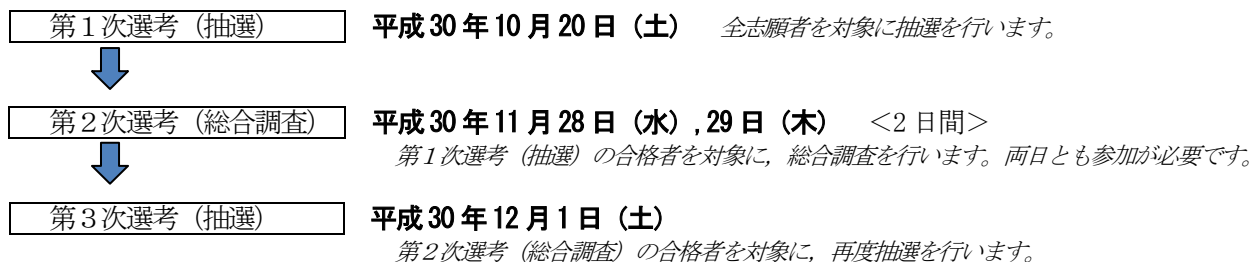 第1次選考(抽選) 平成30年10月20日(土) 全志願者を対象に抽選を行います。
第2次選考(総合調査) 平成30年11月28日(水),29日(木) <2日間>
第1次選考(抽選)の合格者を対象に,総合調査を行います。両日とも参加が必要です。
第3次選考(抽選) 平成30年12月1日(土)
第2次選考(総合調査)の合格者を対象に,再度抽選を行います。